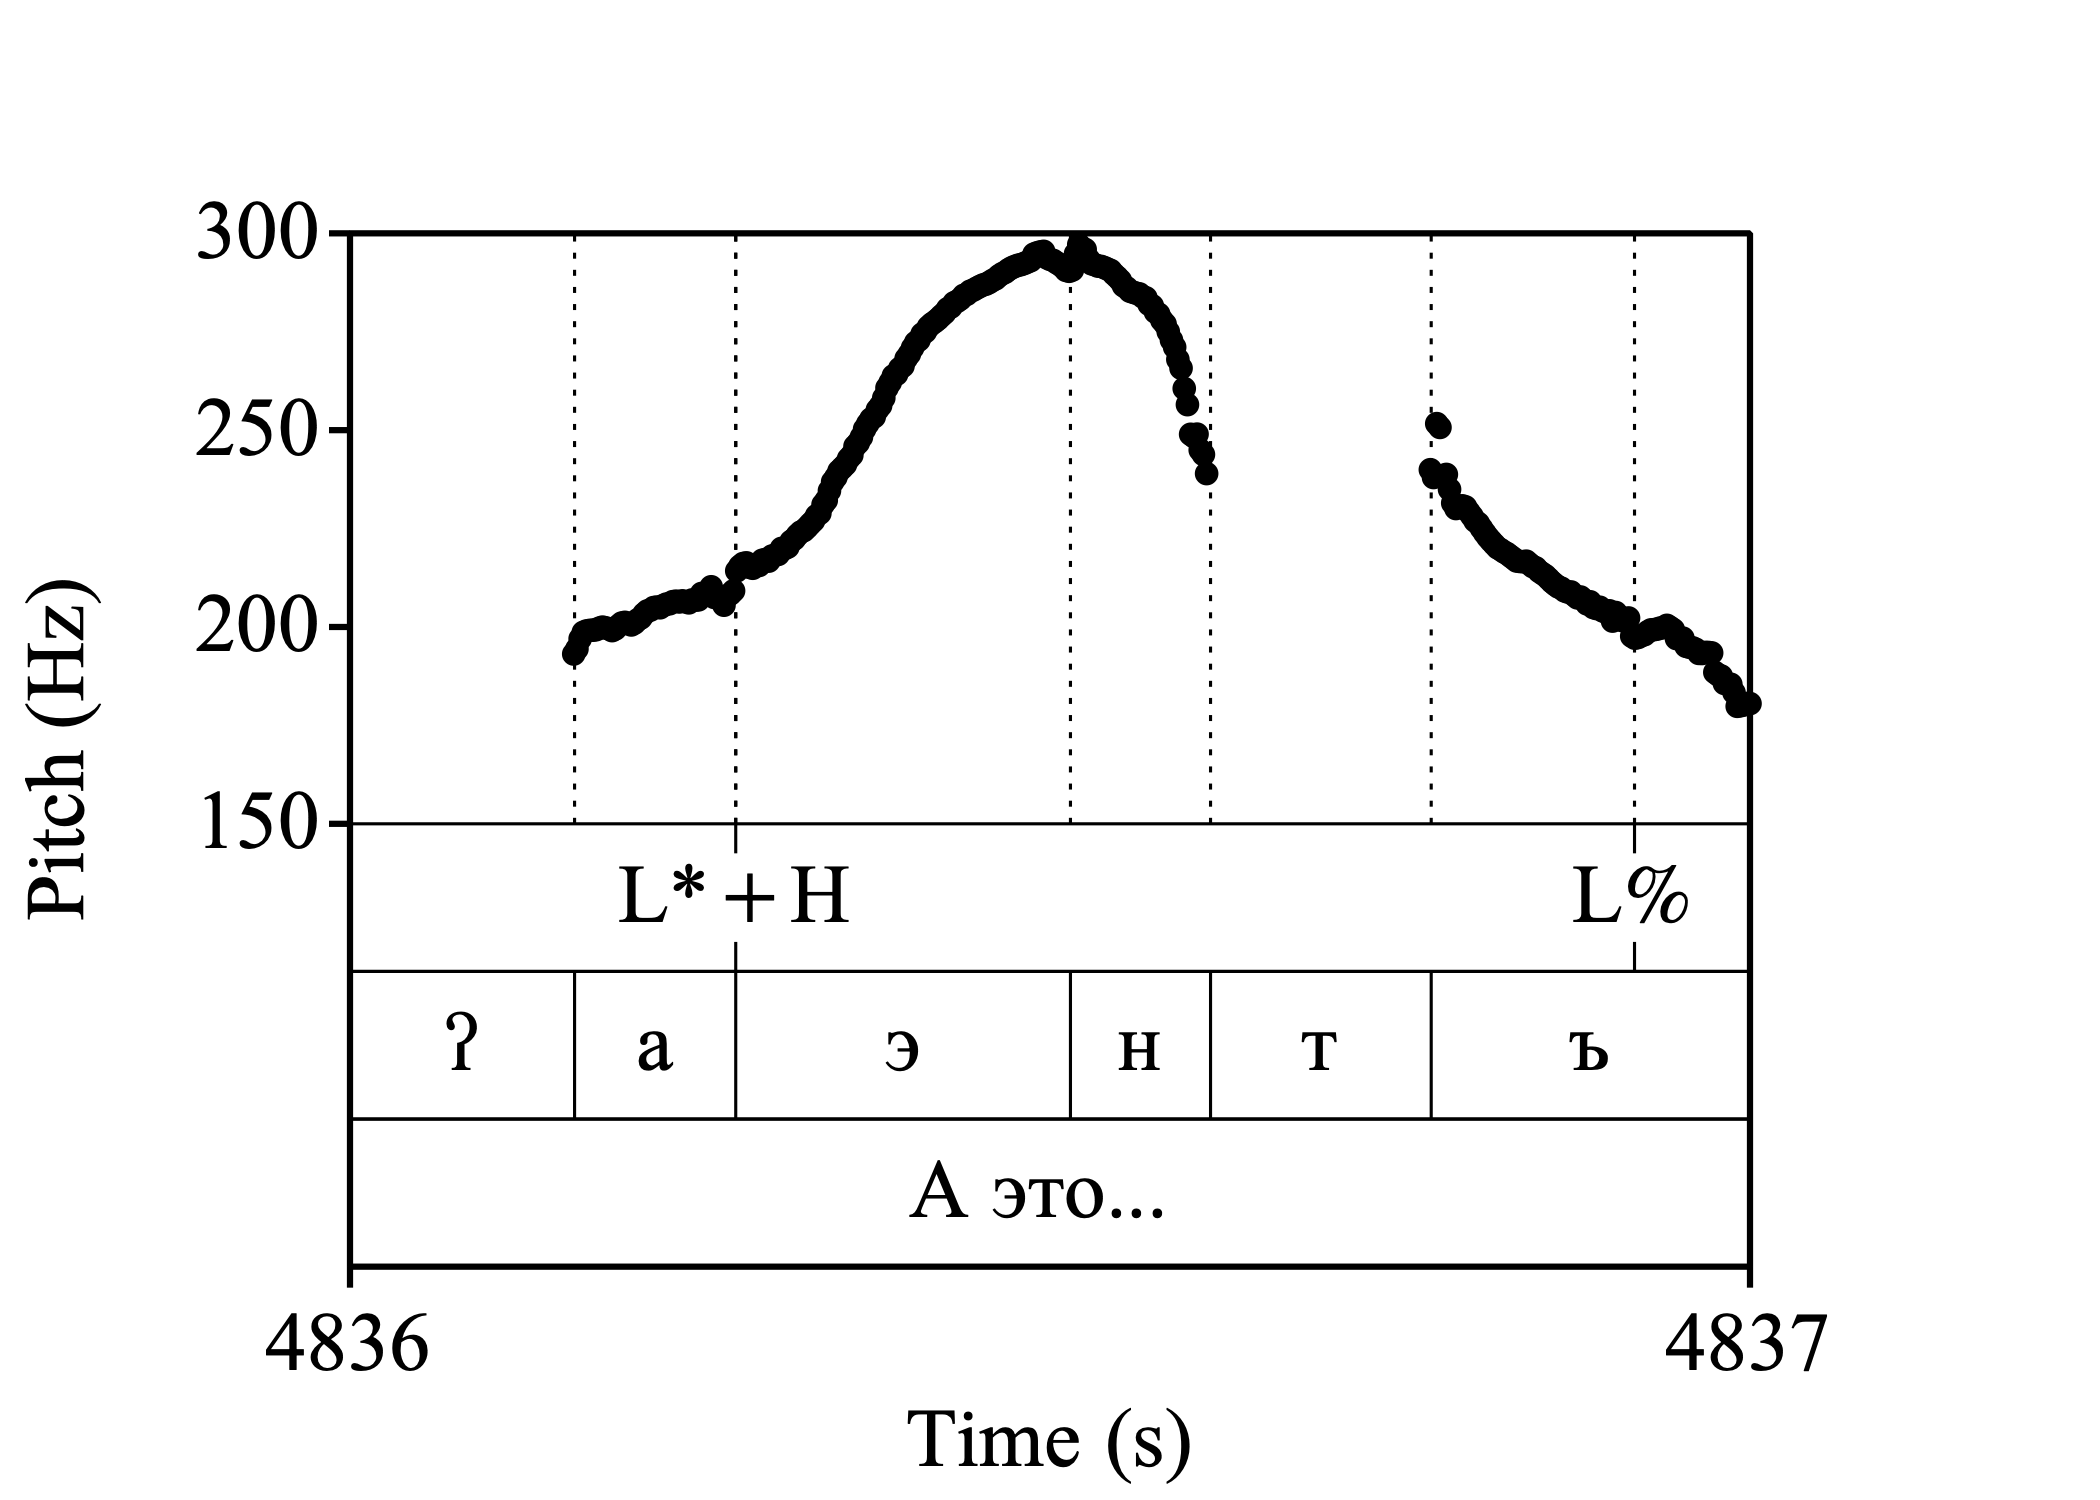 300
250
200
150
Pitch (Hz)
L*+H L%
ʔ а э н т ъ
А это...
4836 4837
Time (s)